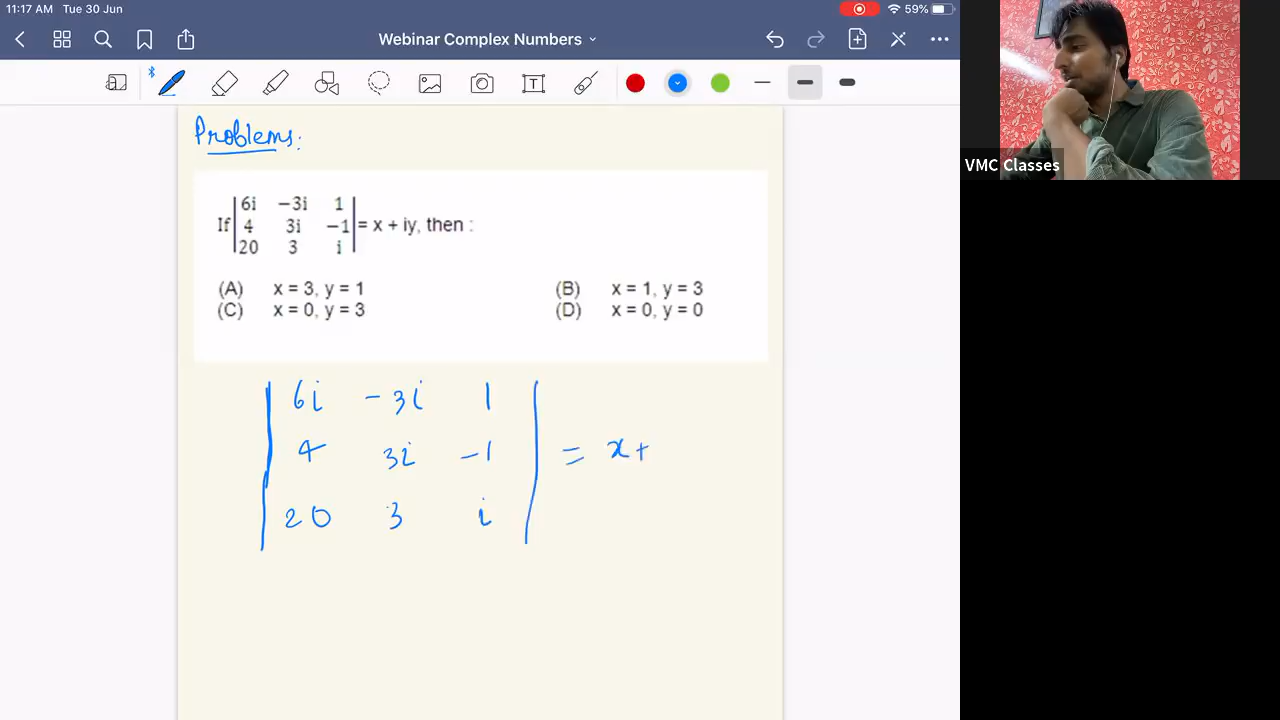 11:17 AM Tue 30 Jun
59%
Webinar Complex Numbers
T
VMC Classes
Problems:
If | 6i −3i 1 |
| 4 3i −1 | = x + iy, then :
| 20 3 i |
(A) x = 3, y = 1 (B) x = 1, y = 3
(C) x = 0, y = 3 (D) x = 0, y = 0
| 6i −3i 1 |
| 4 3i −1 | = x+
| 20 3 i |